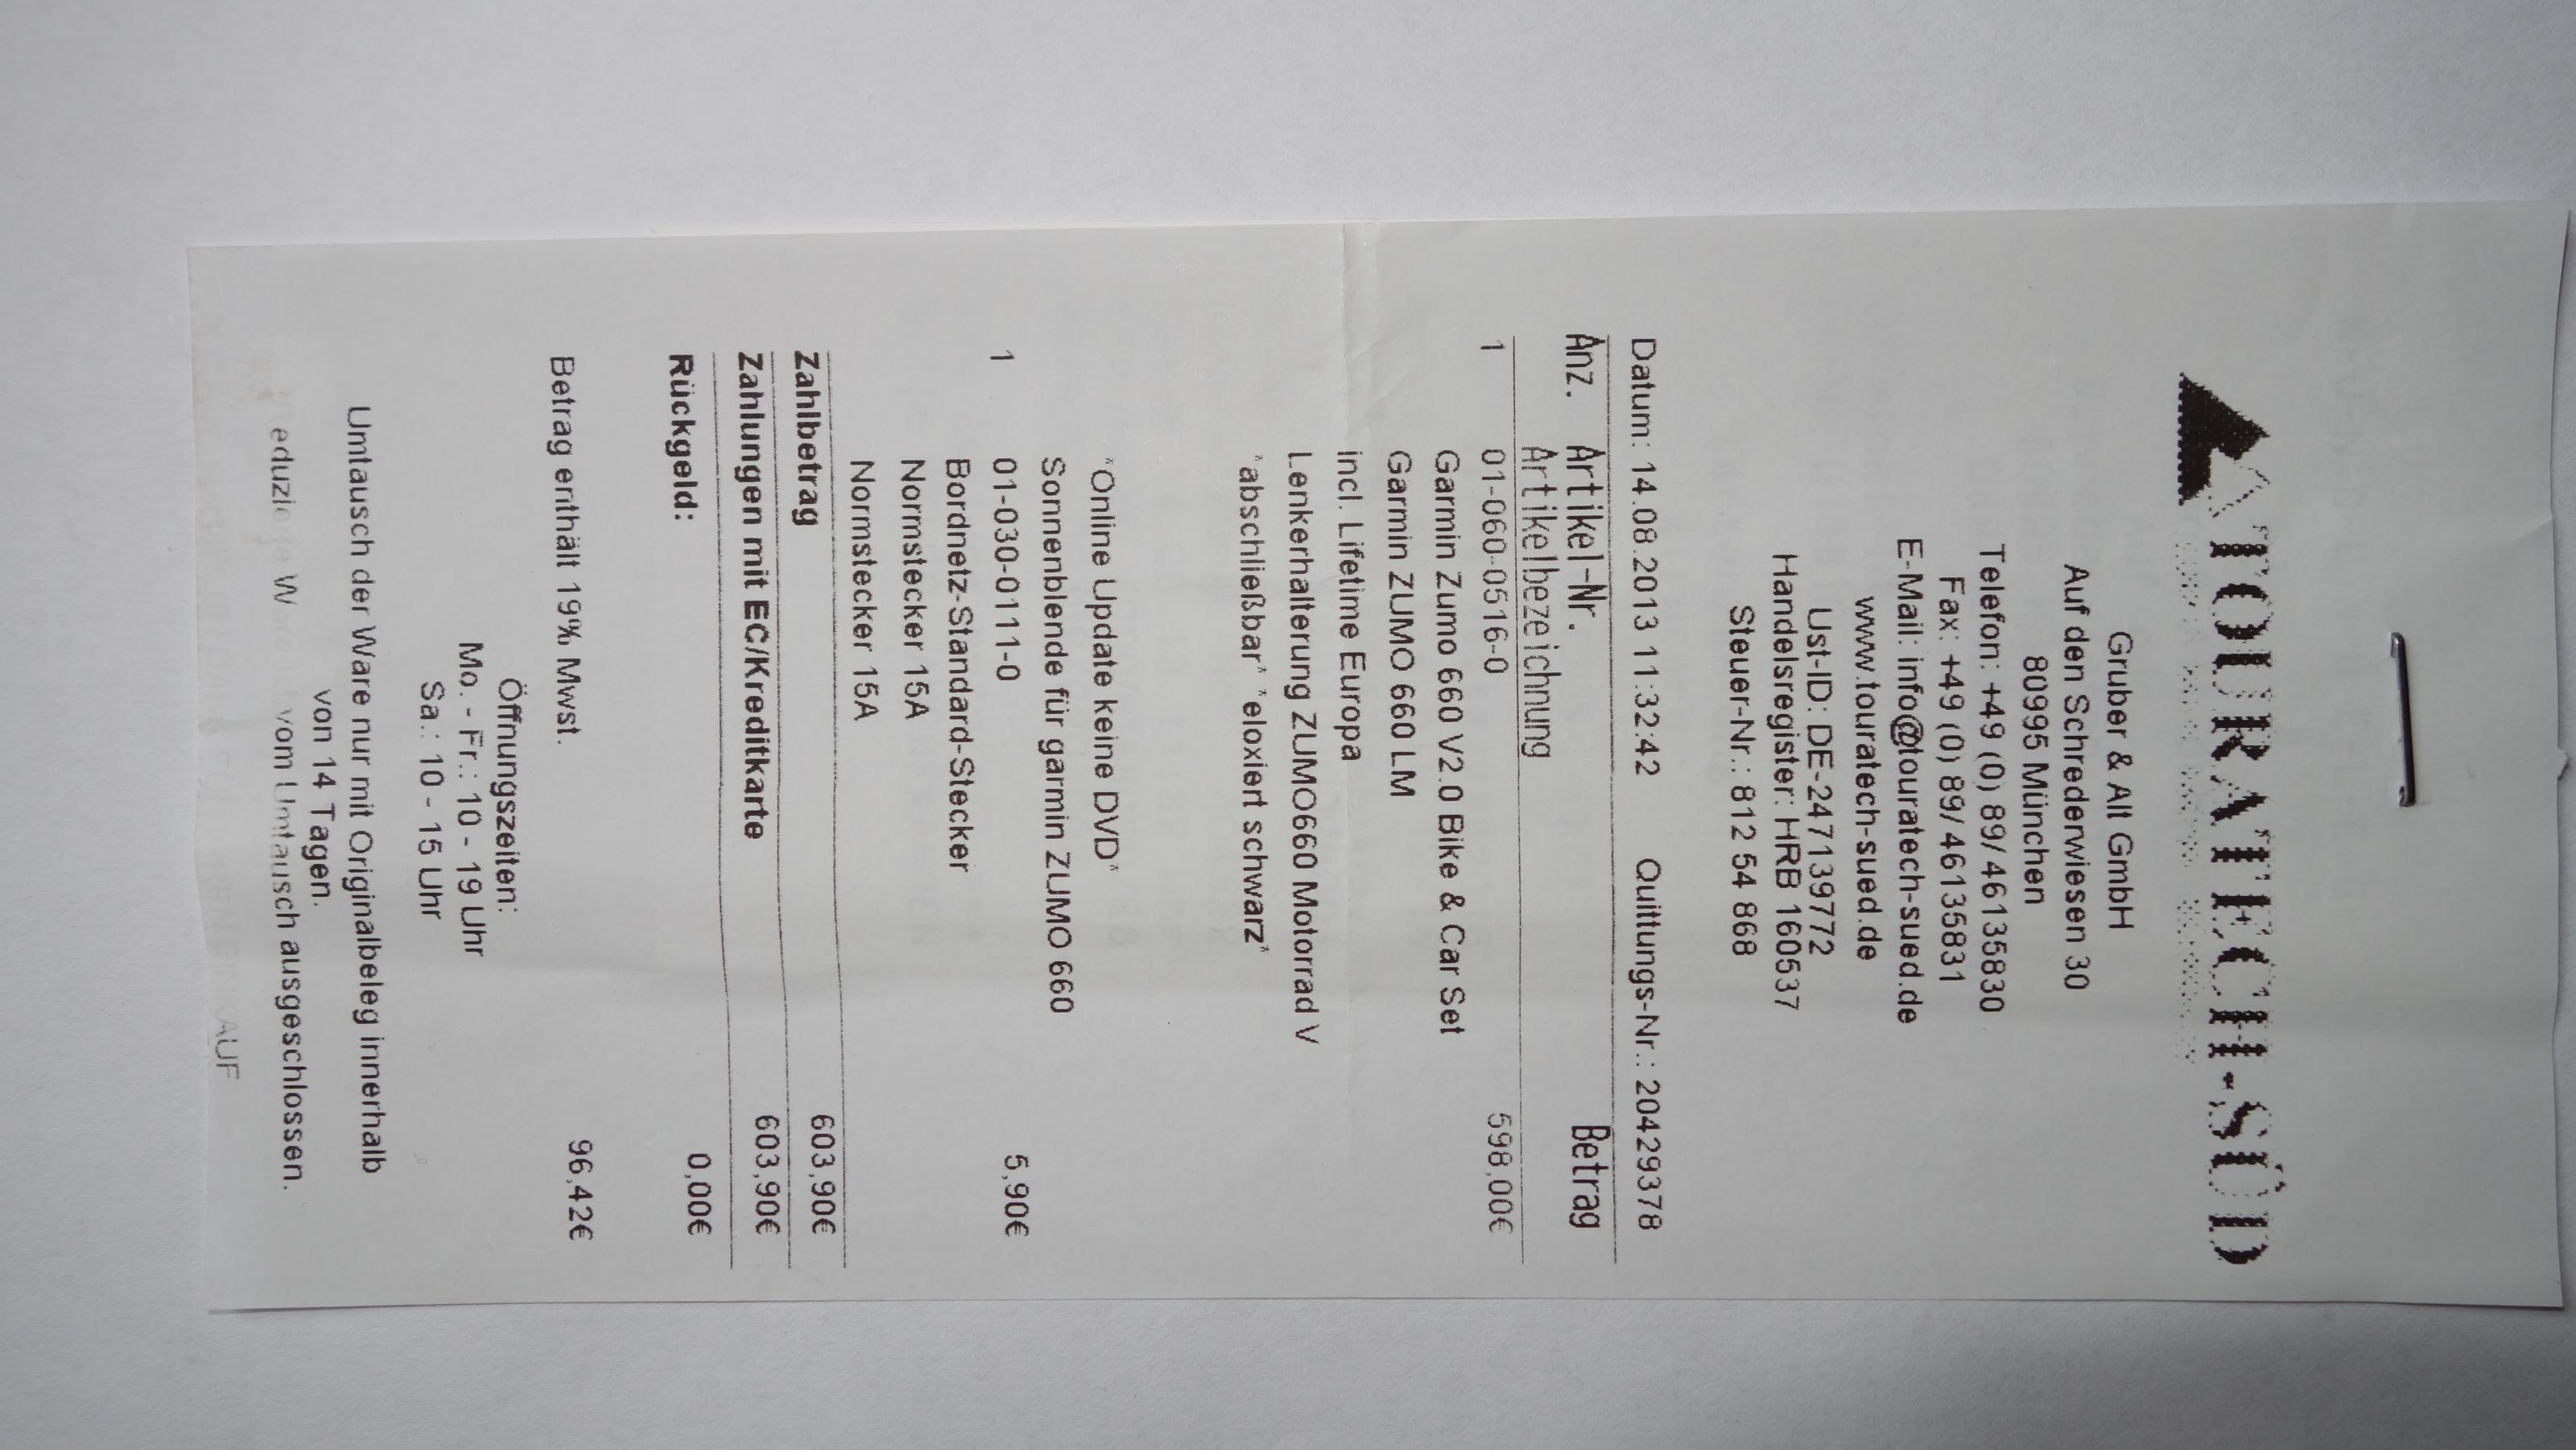 TOURATECH-SÜD
Gruber & Alt GmbH
Auf den Schrederwiesen 30
80995 München
Telefon: +49 (0) 89/ 46135830
Fax: +49 (0) 89/ 46135831
E-Mail: info@touratech-sued.de
www.touratech-sued.de
Ust-ID: DE-247139772
Handelsregister: HRB 160537
Steuer-Nr.: 812 54 868
Datum: 14.08.2013 11:32:42 Quittungs-Nr.: 20429378
Anz. Artikel-Nr. Betrag
Artikelbezeichnung
1 01-060-0516-0 598,00€
Garmin Zumo 660 V2.0 Bike & Car Set
Garmin ZUMO 660 LM
incl. Lifetime Europa
Lenkerhalterung ZUMO660 Motorrad V
*abschließbar* *eloxiert schwarz*
*Online Update keine DVD*
Sonnenblende für garmin ZUMO 660
1 01-030-0111-0 5,90€
Bordnetz-Standard-Stecker
Normstecker 15A
Normstecker 15A
Zahlbetrag 603,90€
Zahlungen mit EC/Kreditkarte 603,90€
Rückgeld: 0,00€
Betrag enthält 19% Mwst. 96,42€
Öffnungszeiten:
Mo. - Fr.: 10 - 19 Uhr
Sa.: 10 - 15 Uhr
Umtausch der Ware nur mit Originalbeleg innerhalb
von 14 Tagen.
vom Umtausch ausgeschlossen.